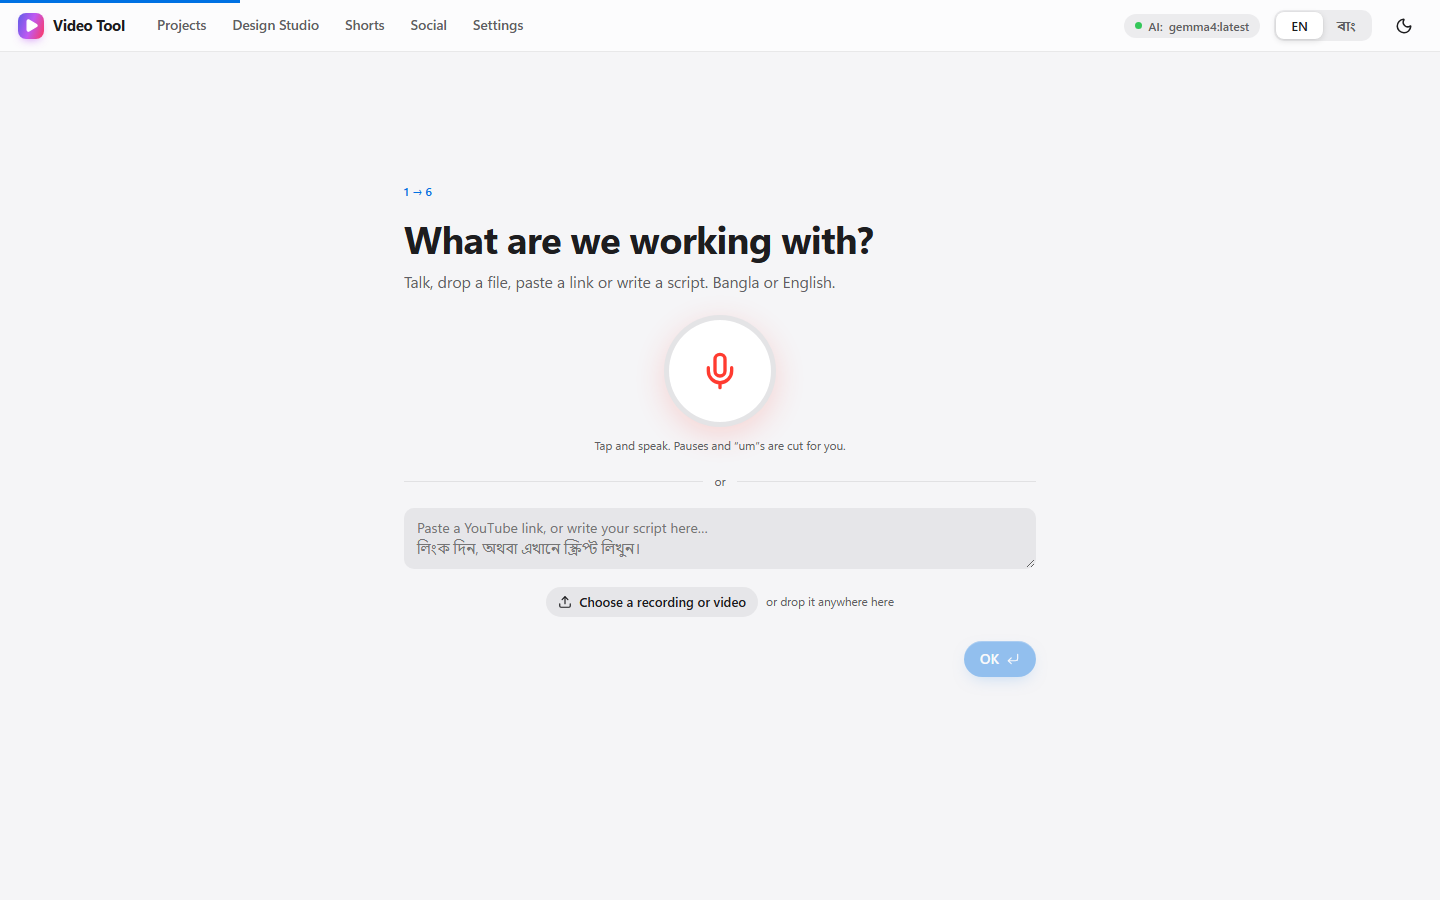 Video Tool
Projects
Design Studio
Shorts
Social
Settings
AI: gemma4:latest
EN
বাং
1 → 6
What are we working with?
Talk, drop a file, paste a link or write a script. Bangla or English.
Tap and speak. Pauses and “um”s are cut for you.
or
Paste a YouTube link, or write your script here...
লিংক দিন, অথবা এখানে স্ক্রিপ্ট লিখুন।
Choose a recording or video
or drop it anywhere here
OK